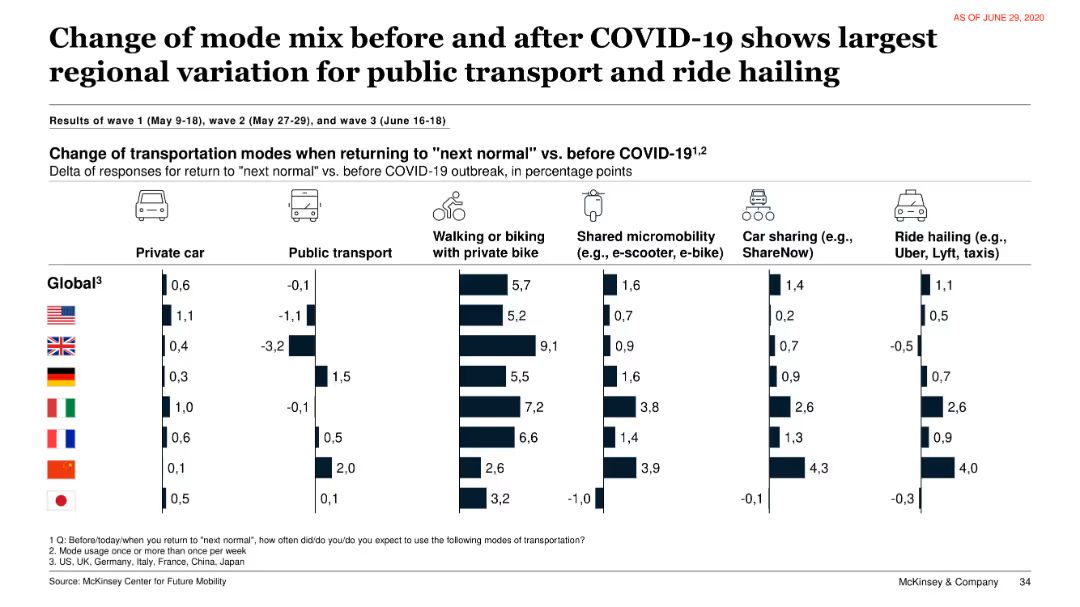 AS OF JUNE 29, 2020
Change of mode mix before and after COVID-19 shows largest
regional variation for public transport and ride hailing
Results of wave 1 (May 9-18), wave 2 (May 27-29), and wave 3 (June 16-18)
Change of transportation modes when returning to "next normal" vs. before COVID-19¹,²
Delta of responses for return to "next normal" vs. before COVID-19 outbreak, in percentage points
Private car
Public transport
Walking or biking
with private bike
Shared micromobility
(e.g., e-scooter, e-bike)
Car sharing (e.g.,
ShareNow)
Ride hailing (e.g.,
Uber, Lyft, taxis)
Global³ 0,6 -0,1 5,7 1,6 1,4 1,1
1,1 -1,1 5,2 0,7 0,2 0,5
0,4 -3,2 9,1 0,9 0,7 -0,5
0,3 1,5 5,5 1,6 0,9 0,7
1,0 -0,1 7,2 3,8 2,6 2,6
0,6 0,5 6,6 1,4 1,3 0,9
0,1 2,0 2,6 3,9 4,3 4,0
0,5 0,1 3,2 -1,0 -0,1 -0,3
1 Q: Before/today/when you return to "next normal", how often did/do you/do you expect to use the following modes of transportation?
2. Mode usage once or more than once per week
3. US, UK, Germany, Italy, France, China, Japan
Source: McKinsey Center for Future Mobility
McKinsey & Company 34